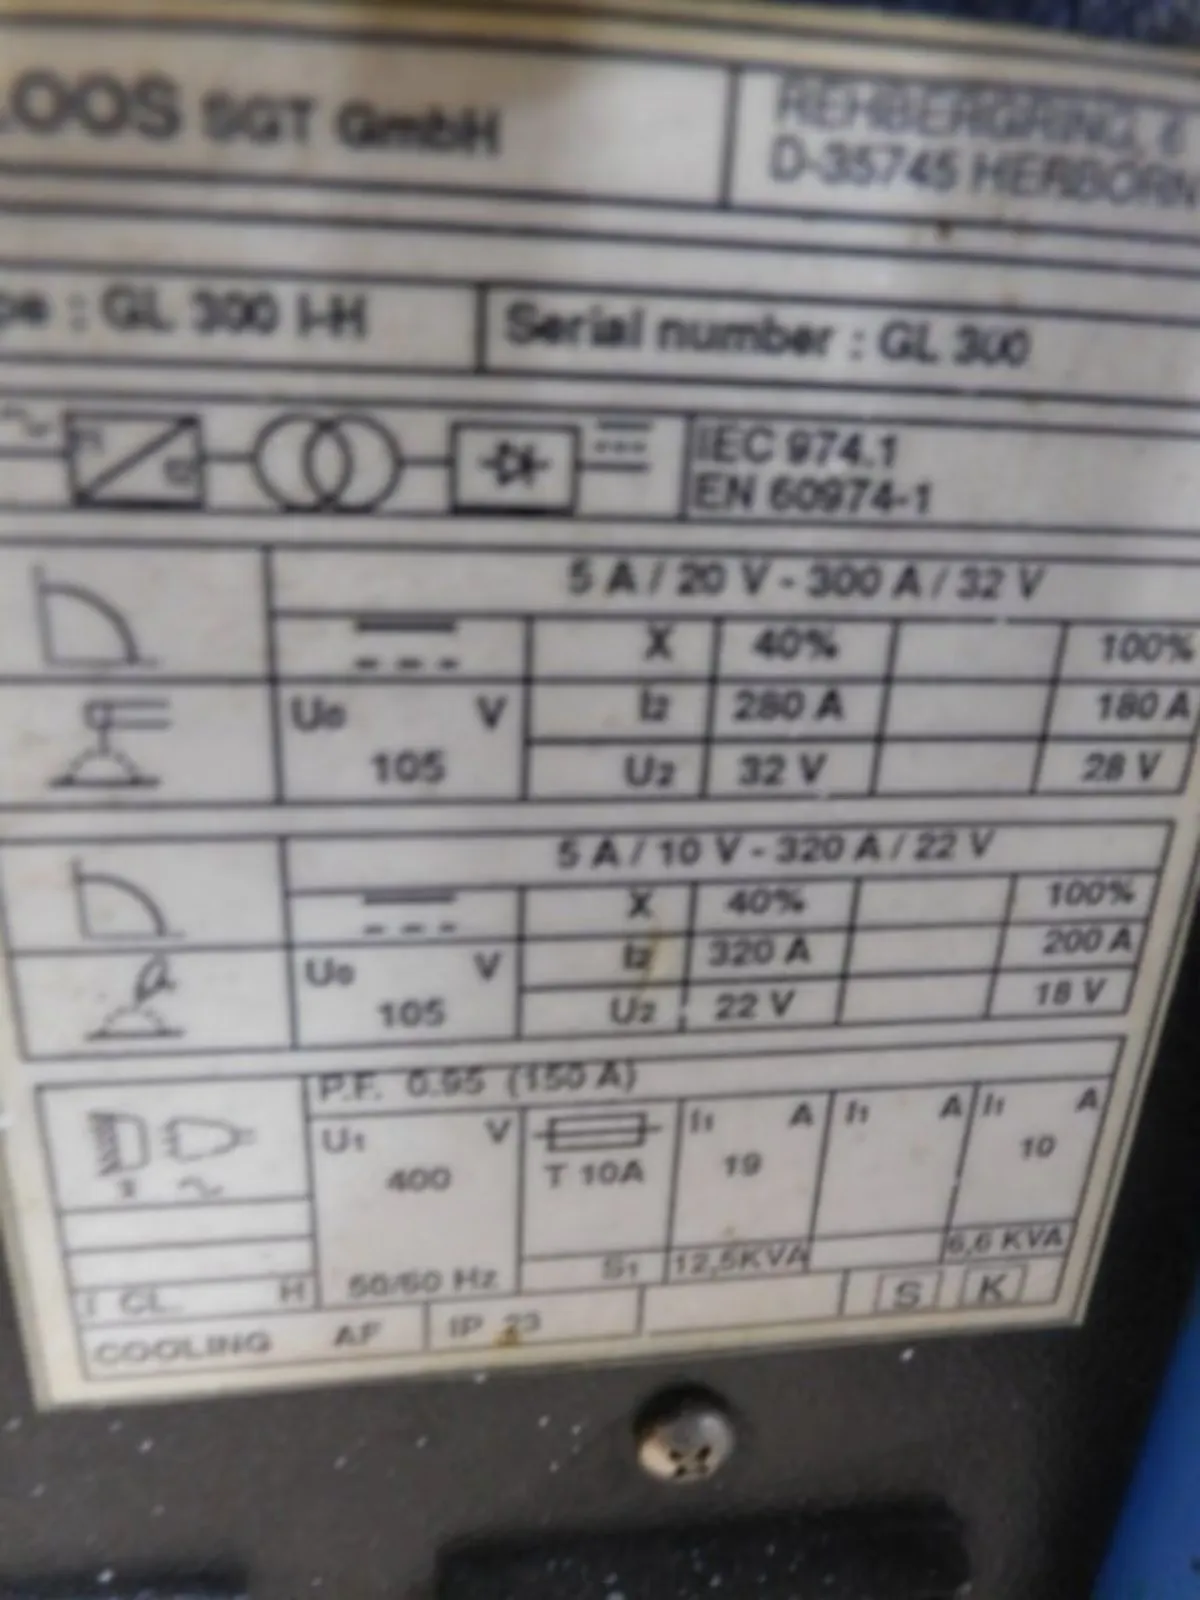 LOOS SGT GmbH
REHBERGRING, 6
D-35745 HERBORN
pe : GL 300 I-H
Serial number : GL 300
IEC 974.1
EN 60974-1
5 A / 20 V - 300 A / 32 V
X 40% 100%
U0 V
105
I2 280 A 180 A
U2 32 V 28 V
5 A / 10 V - 320 A / 22 V
X 40% 100%
U0 V
105
I2 320 A 200 A
U2 22 V 18 V
P.F. 0.95 (150 A)
U1 V
400
50/60 Hz
T 10A
I1 A
19
I1 A
I1 A
10
S1 12,5KVA 6,6 KVA
I CL. H
COOLING AF
IP 23
S K